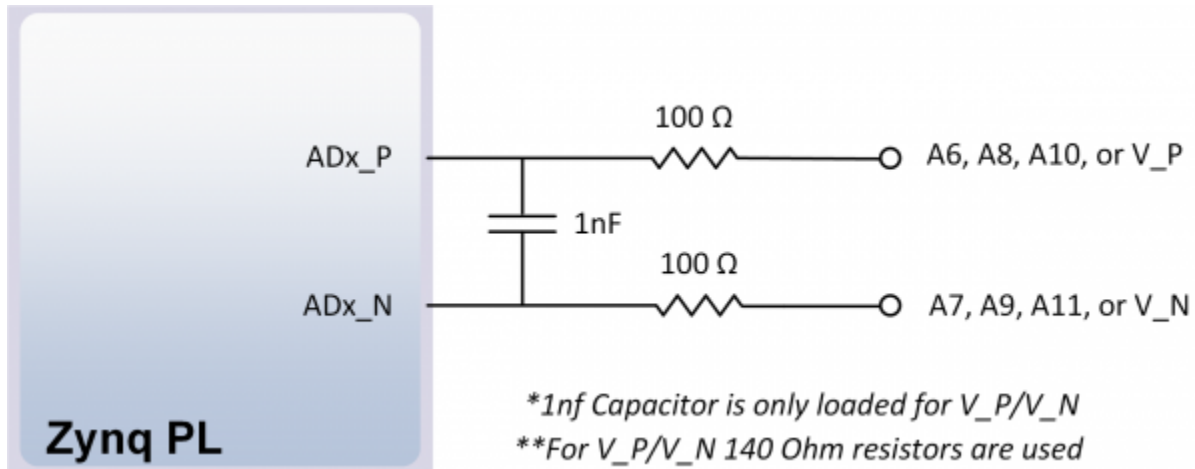 100 Ω
ADx_P
A6, A8, A10, or V_P
1nF
100 Ω
ADx_N
A7, A9, A11, or V_N
*1nf Capacitor is only loaded for V_P/V_N
**For V_P/V_N 140 Ohm resistors are used
Zynq PL